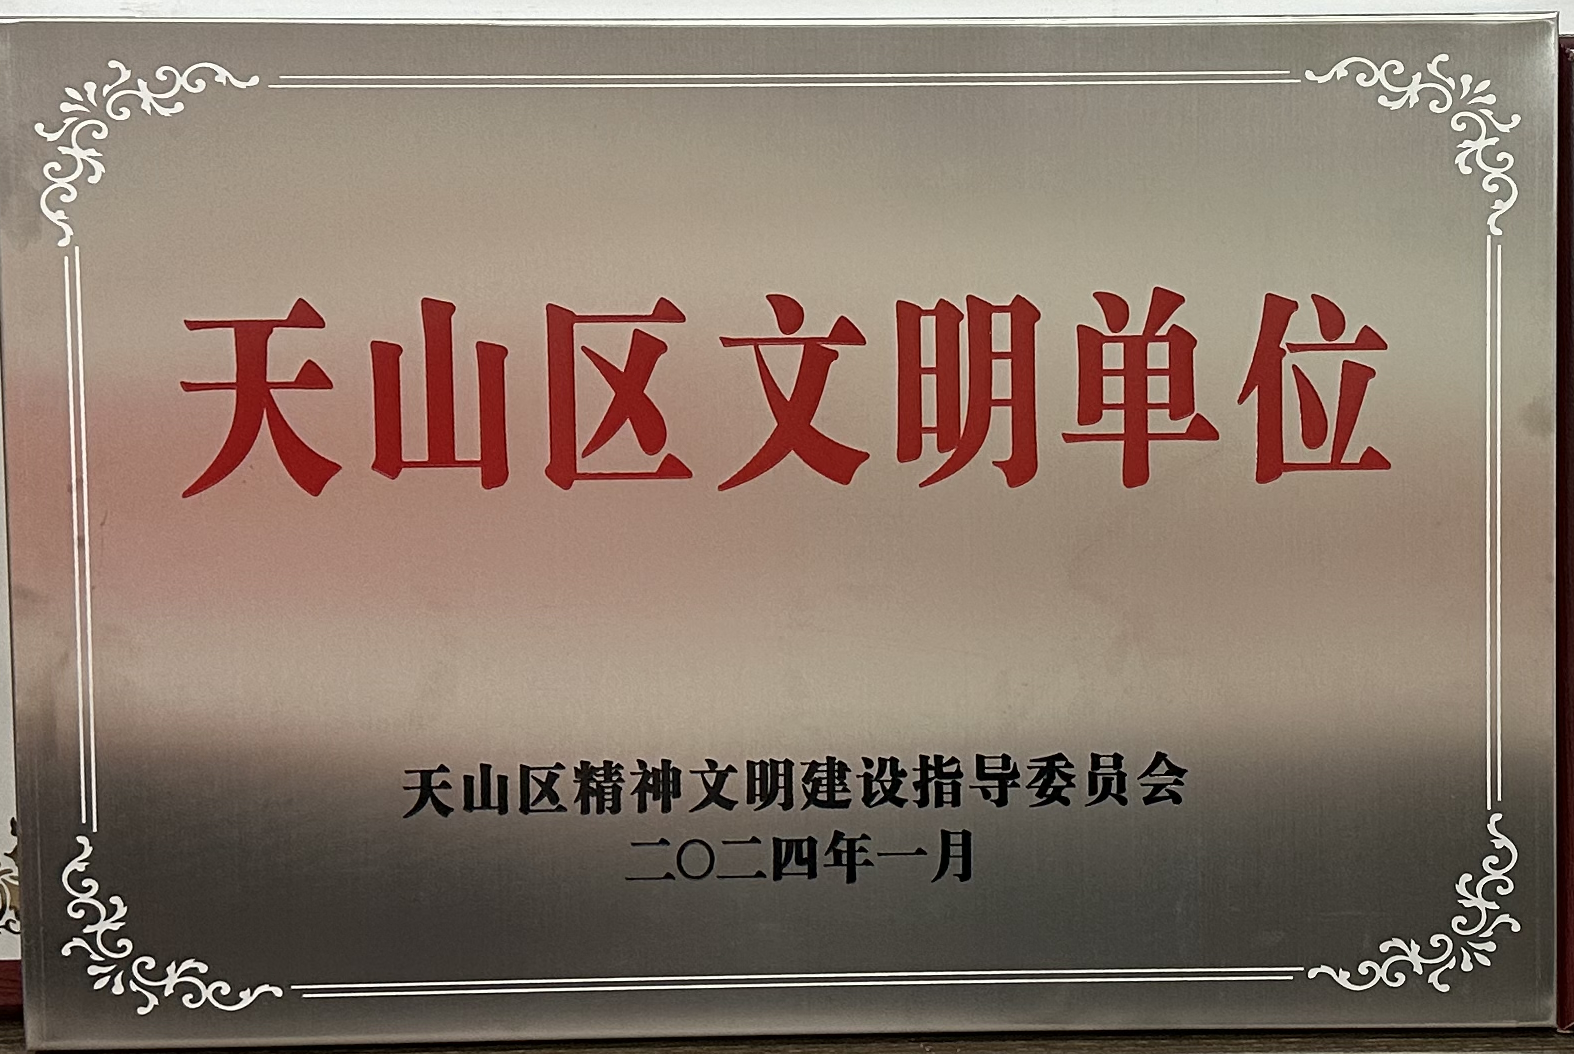 天山区文明单位
天山区精神文明建设指导委员会
二〇二四年一月